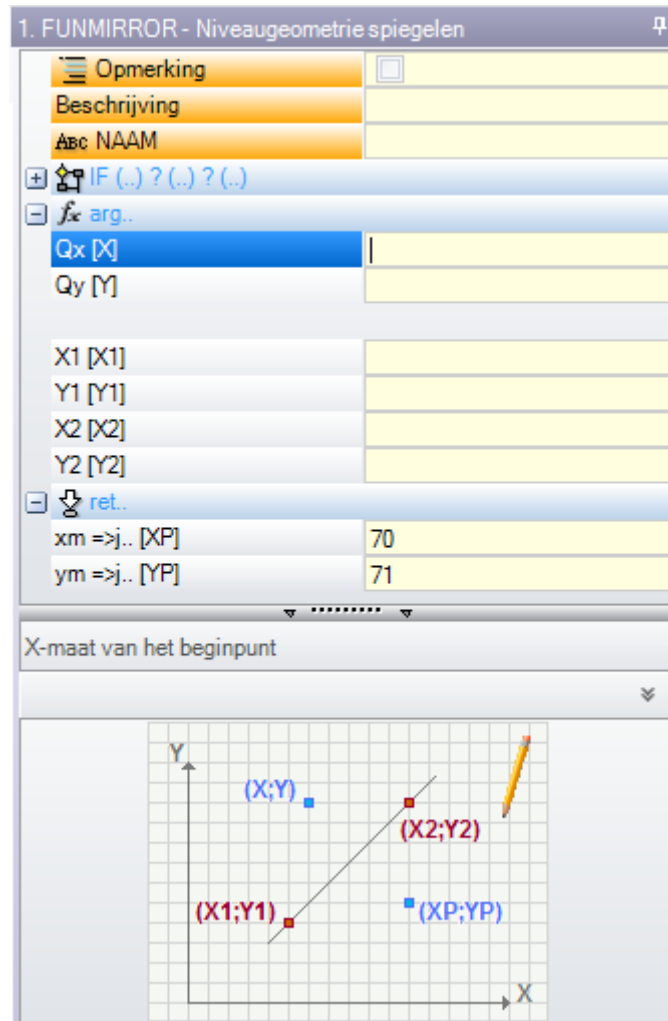 1. FUNMIRROR - Niveaugeometrie spiegelen
Opmerking
Beschrijving
ABC NAAM
IF (..) ? (..) ? (..)
fx arg..
Qx [X]
Qy [Y]
X1 [X1]
Y1 [Y1]
X2 [X2]
Y2 [Y2]
ret..
xm =>j.. [XP] 70
ym =>j.. [YP] 71
X-maat van het beginpunt
Y
(X;Y)
(X2;Y2)
(X1;Y1)
(XP;YP)
X